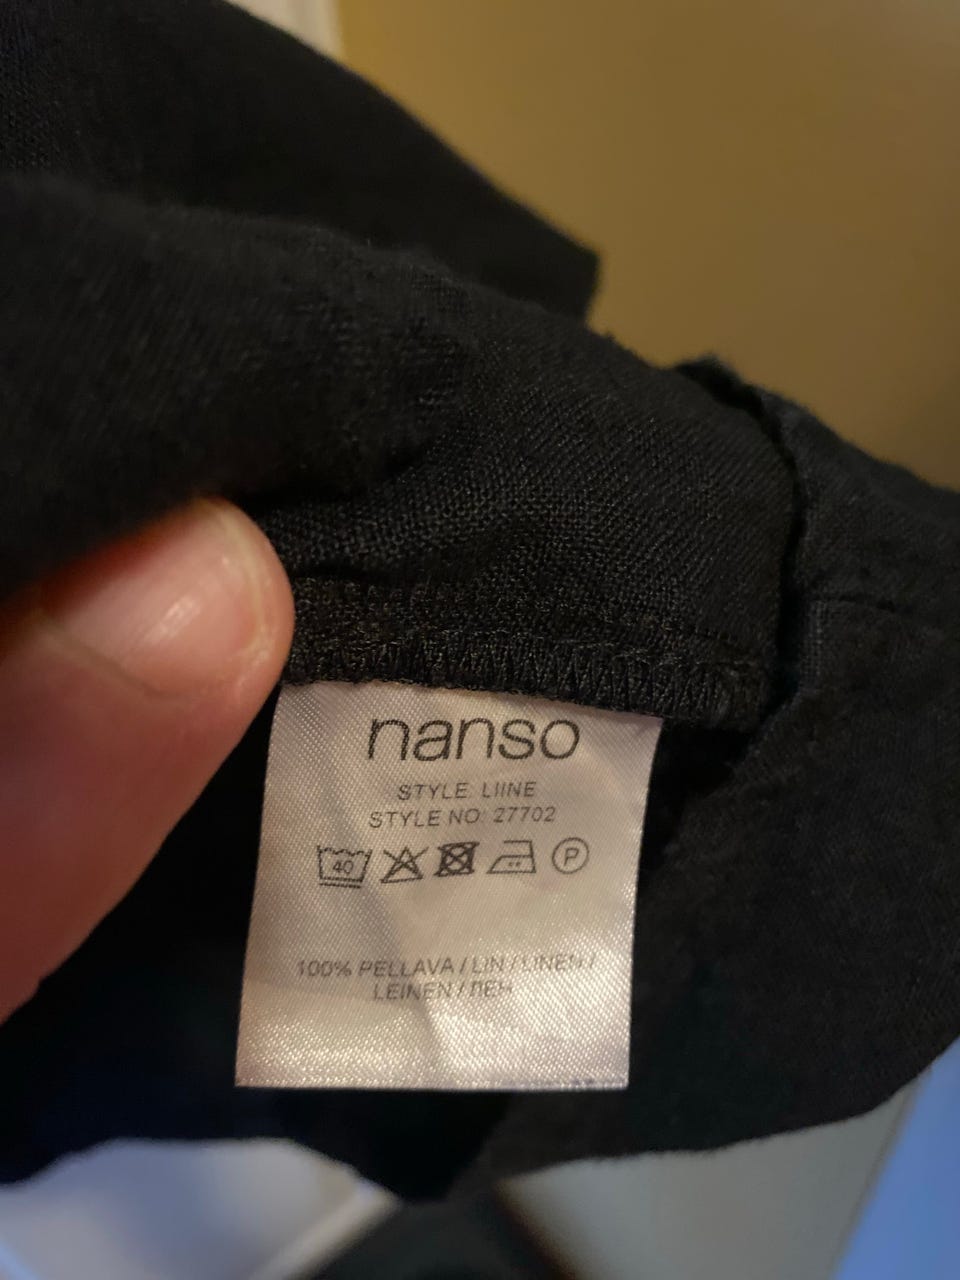 nanso
STYLE: LIINE
STYLE NO: 27702
40 P
100% PELLAVA / LIN / LINEN /
LEINEN / ЛЕН